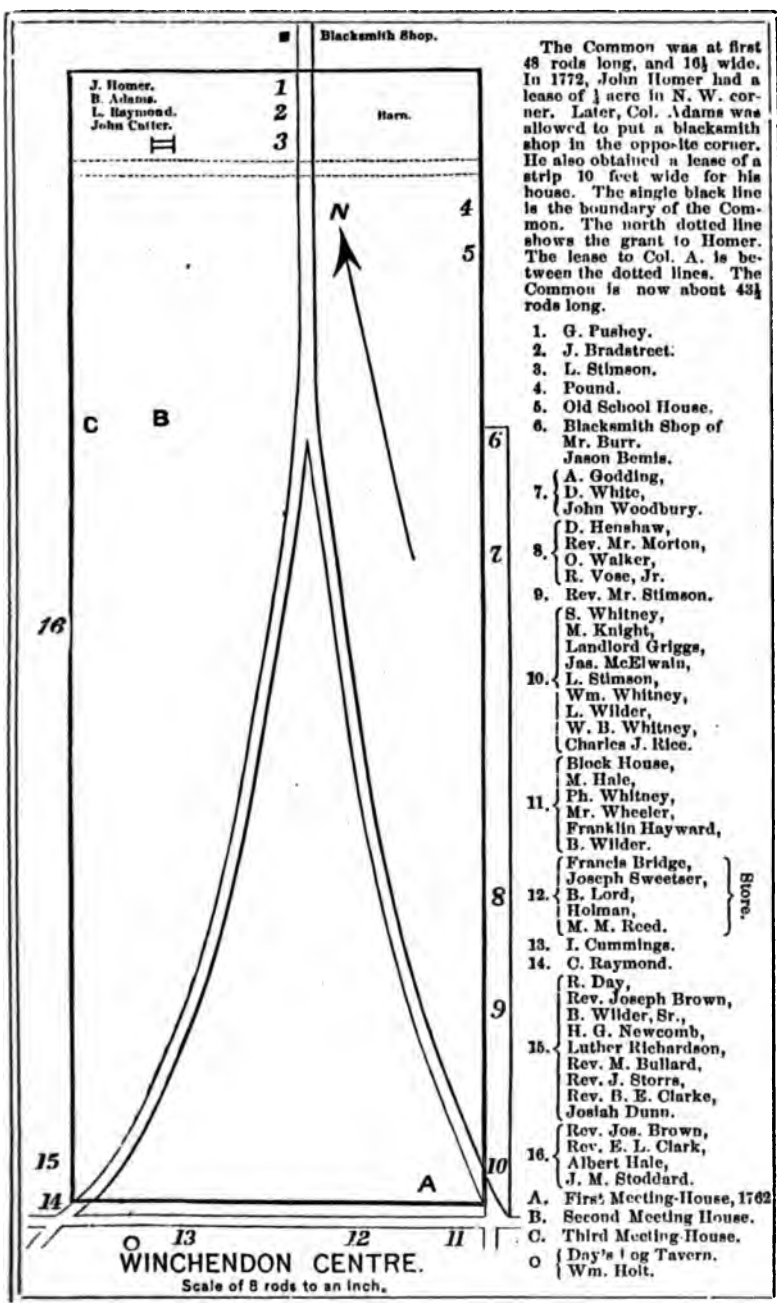 Blacksmith Shop.
J. Homer.
B. Adams.
L. Raymond.
John Cutler.
1
2
3
Barn.
N
4
5
C
B
6
7
16
8
9
15
14
A
10
O
13
12
11
WINCHENDON CENTRE.
Scale of 8 rods to an Inch.
The Common was at first
48 rods long, and 16½ wide.
In 1772, John Homer had a
lease of ½ acre in N. W. cor-
ner. Later, Col. Adams was
allowed to put a blacksmith
shop in the opposite corner.
He also obtained a lease of a
strip 10 feet wide for his
house. The single black line
is the boundary of the Com-
mon. The north dotted line
shows the grant to Homer.
The lease to Col. A. is be-
tween the dotted lines. The
Common is now about 43½
rods long.
1. G. Pushey.
2. J. Bradstreet.
3. L. Stimson.
4. Pound.
5. Old School House.
6. Blacksmith Shop of
Mr. Burr.
Jason Bemis.
7. A. Godding,
D. White,
John Woodbury.
8. D. Henshaw,
Rev. Mr. Morton,
O. Walker,
R. Vose, Jr.
9. Rev. Mr. Stimson.
10. S. Whitney,
M. Knight,
Landlord Griggs,
Jas. McElwain,
L. Stimson,
Wm. Whitney,
L. Wilder,
W. B. Whitney,
Charles J. Rice.
11. Block House,
M. Hale,
Ph. Whitney,
Mr. Wheeler,
Franklin Hayward,
B. Wilder.
12. Francis Bridge,
Joseph Sweetser,
B. Lord,
Holman,
M. M. Reed.
Store.
13. I. Cummings.
14. C. Raymond.
15. R. Day,
Rev. Joseph Brown,
B. Wilder, Sr.,
H. G. Newcomb,
Luther Richardson,
Rev. M. Bullard,
Rev. J. Storrs,
Rev. B. E. Clarke,
Josiah Dunn.
16. Rev. Jos. Brown,
Rev. E. L. Clark,
Albert Hale,
J. M. Stoddard.
A. First Meeting-House, 1762
B. Second Meeting House.
C. Third Meeting-House.
O Day's Log Tavern.
Wm. Holt.